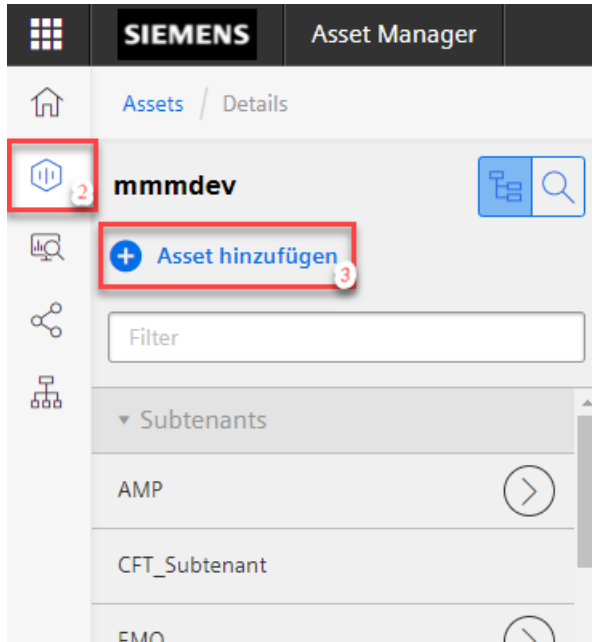 SIEMENS Asset Manager
Assets / Details
2
mmmdev
Asset hinzufügen
3
Filter
Subtenants
AMP
CFT_Subtenant